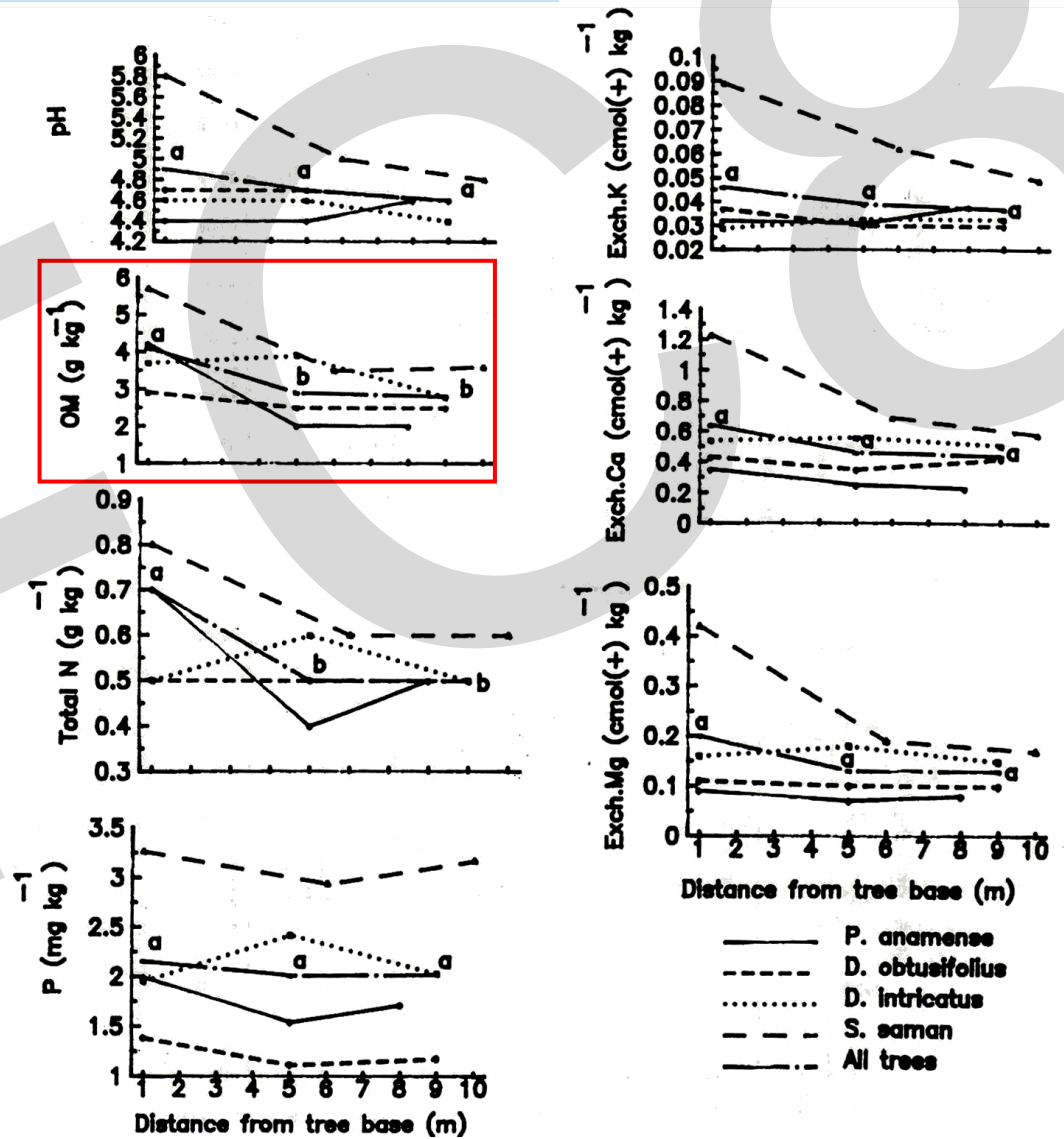 pH
6
5.8
5.6
5.4
5.2
5
4.8
4.6
4.4
4.2
a
a
a
OM (g kg⁻¹)
6
5
4
3
2
1
a
b
b
Total N (g kg⁻¹)
0.9
0.8
0.7
0.6
0.5
0.4
0.3
a
b
b
P (mg kg⁻¹)
3.5
3
2.5
2
1.5
1
a
a
a
1 2 3 4 5 6 7 8 9 10
Distance from tree base (m)
Exch.K (cmol(+) kg⁻¹
0.1
0.09
0.08
0.07
0.06
0.05
0.04
0.03
0.02
a
a
a
Exch.Ca (cmol(+) kg⁻¹
1.4
1.2
1
0.8
0.6
0.4
0.2
0
a
a
a
Exch.Mg (cmol(+) kg⁻¹
0.5
0.4
0.3
0.2
0.1
0
a
a
a
1 2 3 4 5 6 7 8 9 10
Distance from tree base (m)
P. anamense
D. obtusifolius
D. intricatus
S. saman
All trees